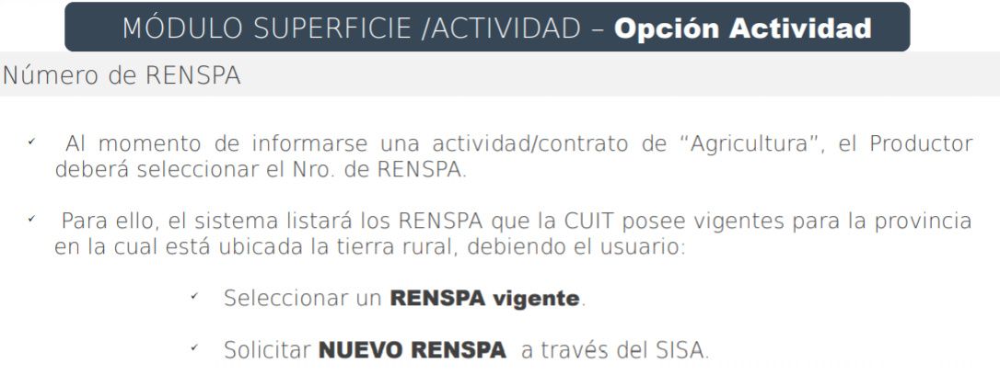 MÓDULO SUPERFICIE /ACTIVIDAD – Opción Actividad
Número de RENSPA
✓ Al momento de informarse una actividad/contrato de “Agricultura”, el Productor
deberá seleccionar el Nro. de RENSPA.
✓ Para ello, el sistema listará los RENSPA que la CUIT posee vigentes para la provincia
en la cual está ubicada la tierra rural, debiendo el usuario:
✓ Seleccionar un RENSPA vigente.
✓ Solicitar NUEVO RENSPA a través del SISA.